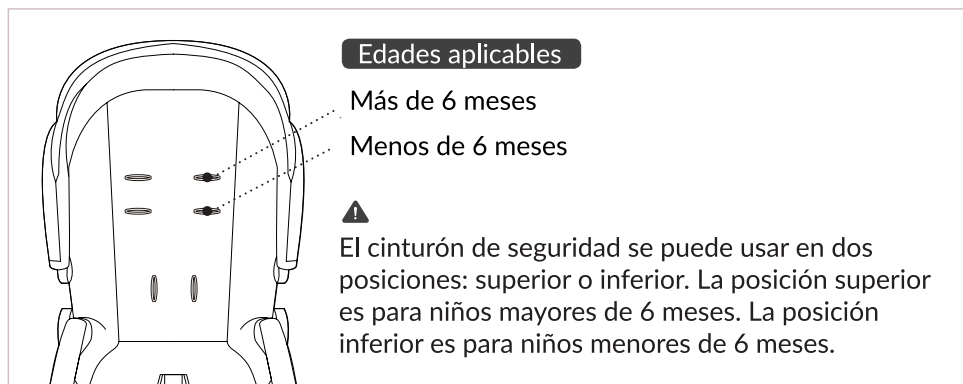 Edades aplicables
Más de 6 meses
Menos de 6 meses
El cinturón de seguridad se puede usar en dos
posiciones: superior o inferior. La posición superior
es para niños mayores de 6 meses. La posición
inferior es para niños menores de 6 meses.